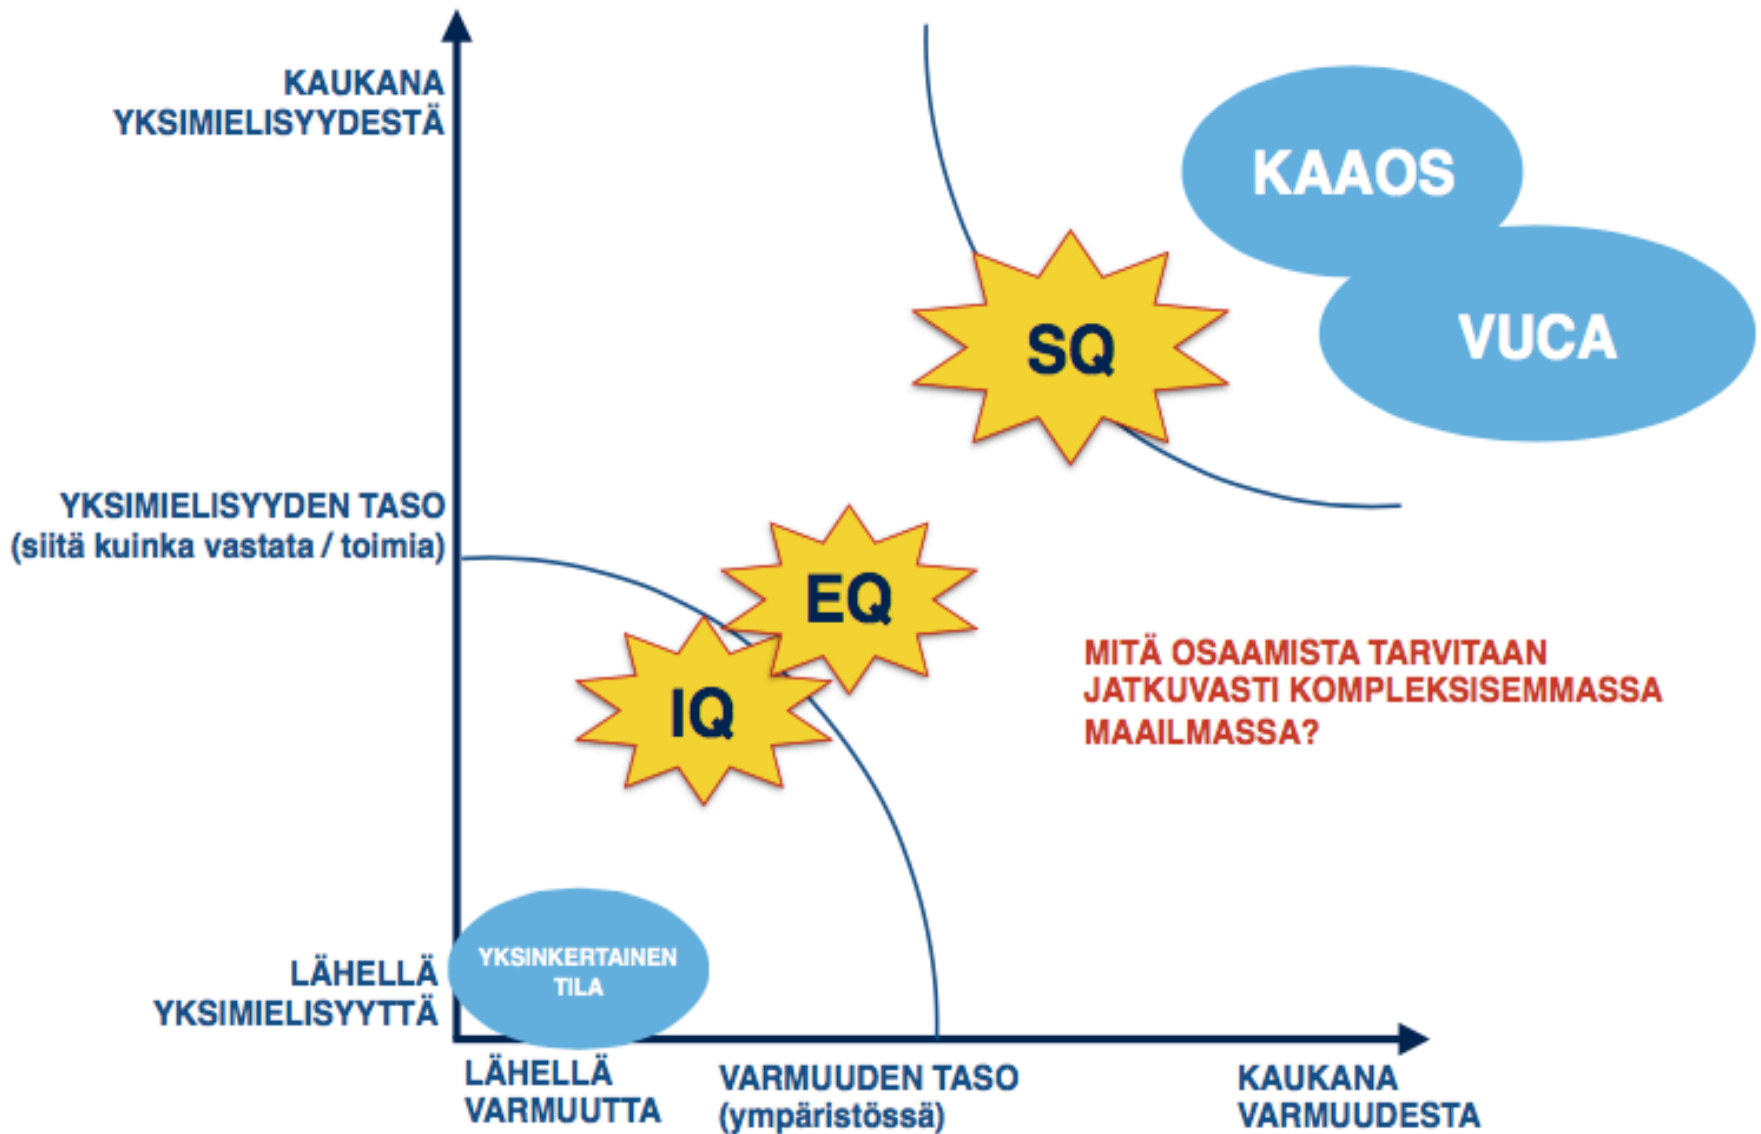 KAUKANA
YKSIMIELISYYDESTÄ
KAAOS
VUCA
SQ
YKSIMIELISYYDEN TASO
(siitä kuinka vastata / toimia)
EQ
IQ
MITÄ OSAAMISTA TARVITAAN
JATKUVASTI KOMPLEKSISEMMASSA
MAAILMASSA?
YKSINKERTAINEN
TILA
LÄHELLÄ
YKSIMIELISYYTTÄ
LÄHELLÄ
VARMUUTTA
VARMUUDEN TASO
(ympäristössä)
KAUKANA
VARMUUDESTA